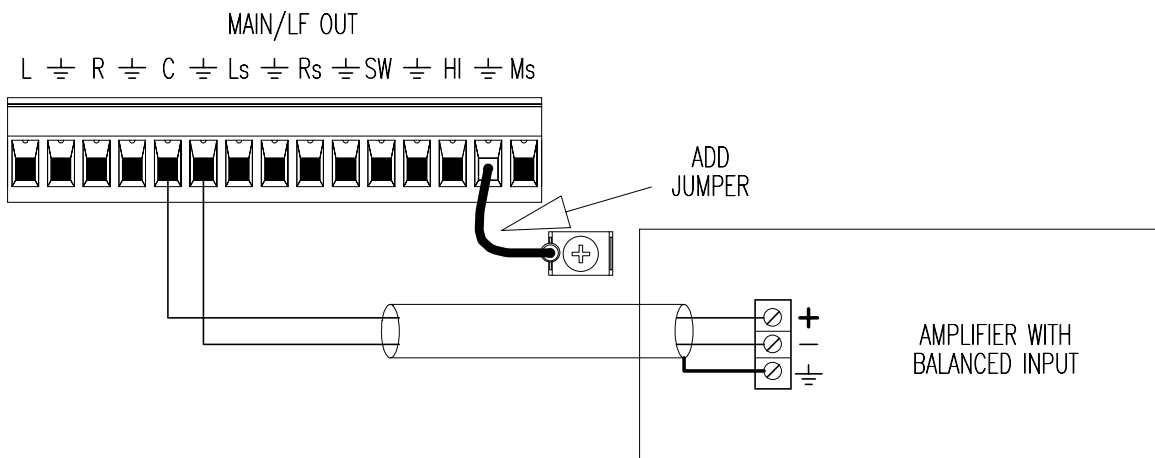 MAIN/LF OUT
L ⏚ R ⏚ C ⏚ Ls ⏚ Rs ⏚ SW ⏚ HI ⏚ Ms
ADD
JUMPER
+
−
⏚
AMPLIFIER WITH
BALANCED INPUT